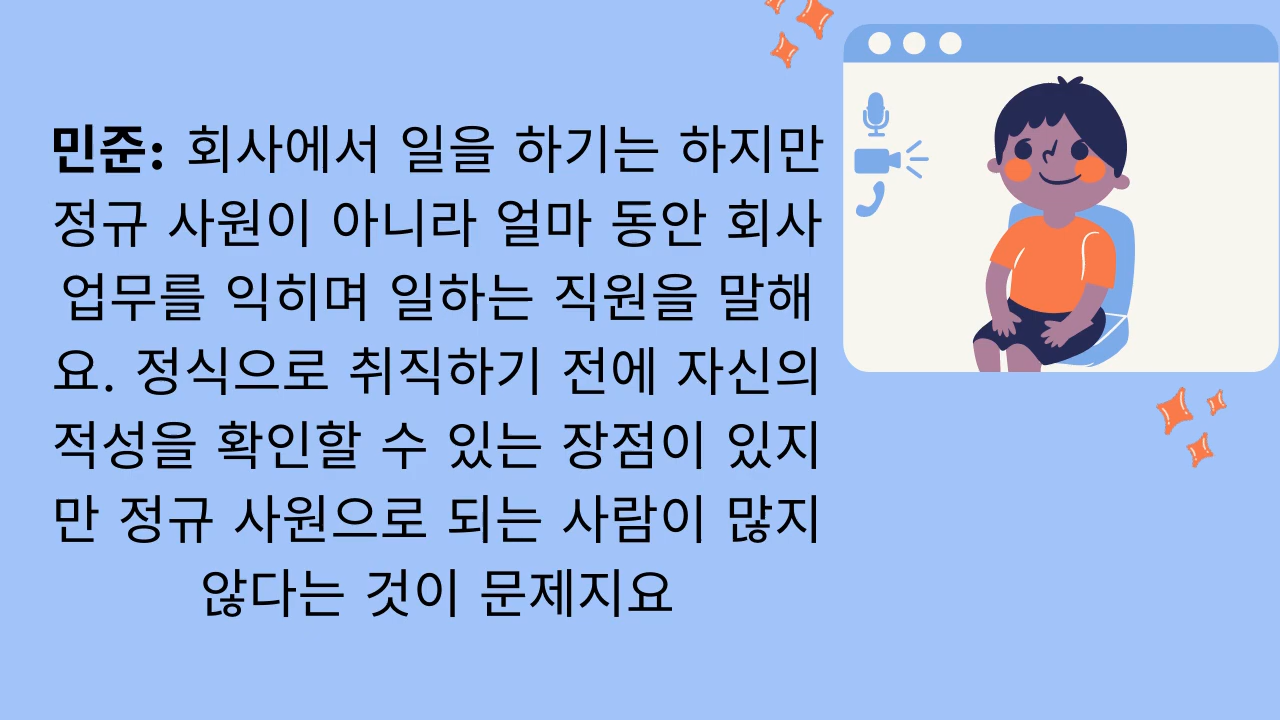 민준: 회사에서 일을 하기는 하지만
정규 사원이 아니라 얼마 동안 회사
업무를 익히며 일하는 직원을 말해
요. 정식으로 취직하기 전에 자신의
적성을 확인할 수 있는 장점이 있지
만 정규 사원으로 되는 사람이 많지
않다는 것이 문제지요